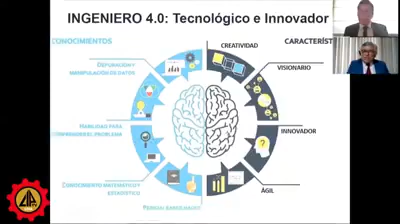 INGENIERO 4.0: Tecnológico e Innovador
CONOCIMIENTOS
CARACTERÍST
CREATIVIDAD
DEPURACIÓN Y
MANIPULACIÓN DE DATOS
VISIONARIO
HABILIDAD PARA
COMPRENDER EL PROBLEMA
INNOVADOR
CONOCIMIENTO MATEMÁTICO Y
ESTADÍSTICO
ÁGIL